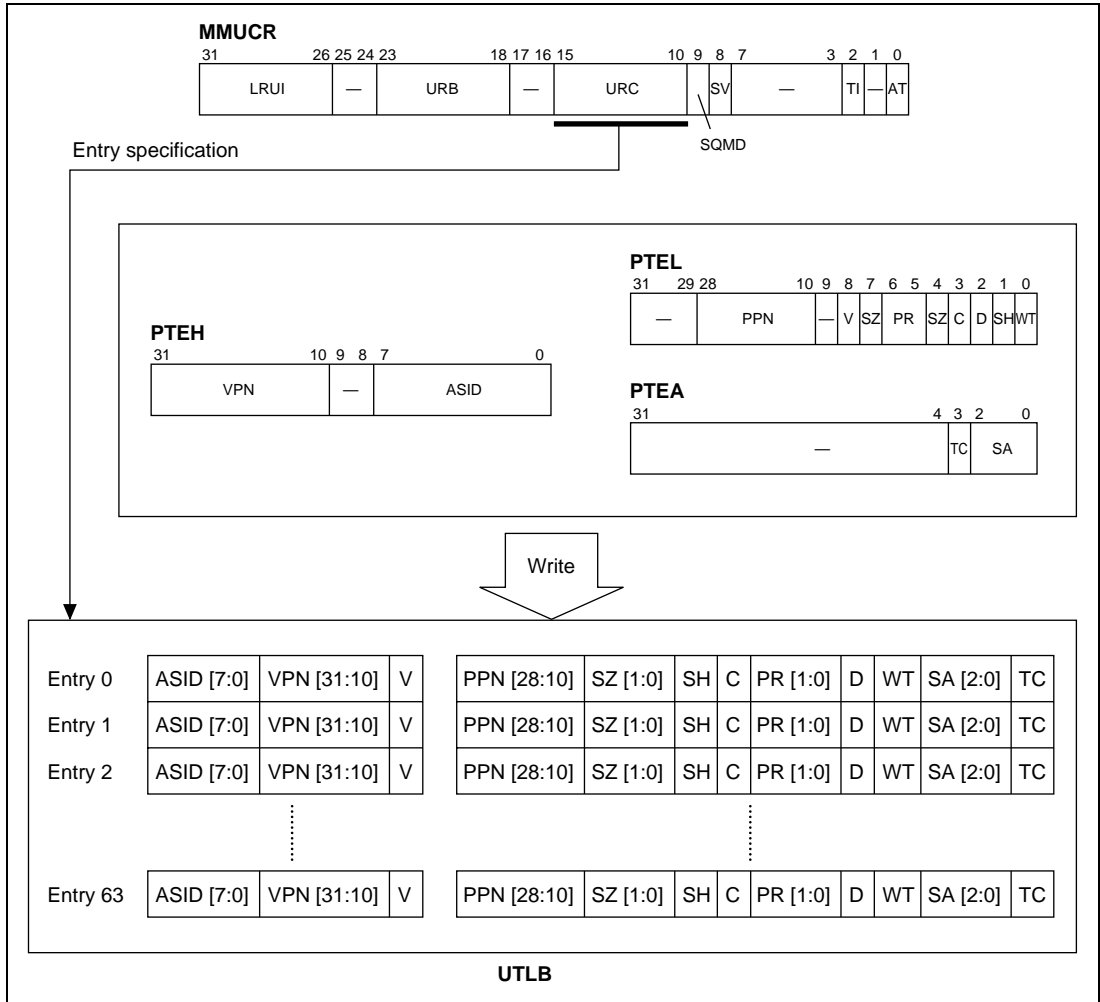 MMUCR
31 26 25 24 23 18 17 16 15 10 9 8 7 3 2 1 0
LRUI — URB — URC SV — TI — AT
SQMD
Entry specification
PTEL
31 29 28 10 9 8 7 6 5 4 3 2 1 0
— PPN — V SZ PR SZ C D SH WT
PTEH
31 10 9 8 7 0
VPN — ASID
PTEA
31 4 3 2 0
— TC SA
Write
Entry 0 ASID [7:0] VPN [31:10] V PPN [28:10] SZ [1:0] SH C PR [1:0] D WT SA [2:0] TC
Entry 1 ASID [7:0] VPN [31:10] V PPN [28:10] SZ [1:0] SH C PR [1:0] D WT SA [2:0] TC
Entry 2 ASID [7:0] VPN [31:10] V PPN [28:10] SZ [1:0] SH C PR [1:0] D WT SA [2:0] TC
Entry 63 ASID [7:0] VPN [31:10] V PPN [28:10] SZ [1:0] SH C PR [1:0] D WT SA [2:0] TC
UTLB